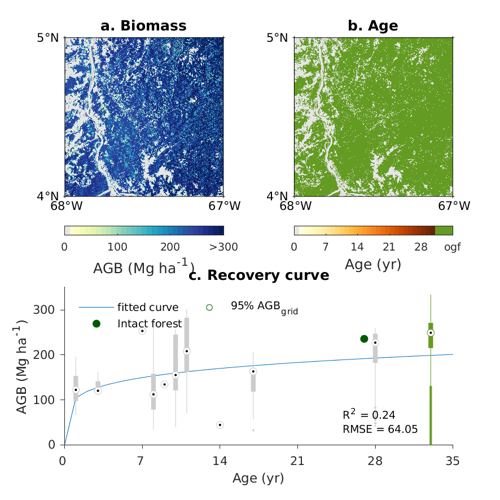 a. Biomass
b. Age
5°N
5°N
4°N
4°N
68°W
67°W
68°W
67°W
0 100 200 >300
0 7 14 21 28 ogf
AGB (Mg ha-1)
Age (yr)
c. Recovery curve
fitted curve
95% AGBgrid
Intact forest
300
200
100
0
AGB (Mg ha-1)
R2 = 0.24
RMSE = 64.05
0 7 14 21 28 35
Age (yr)